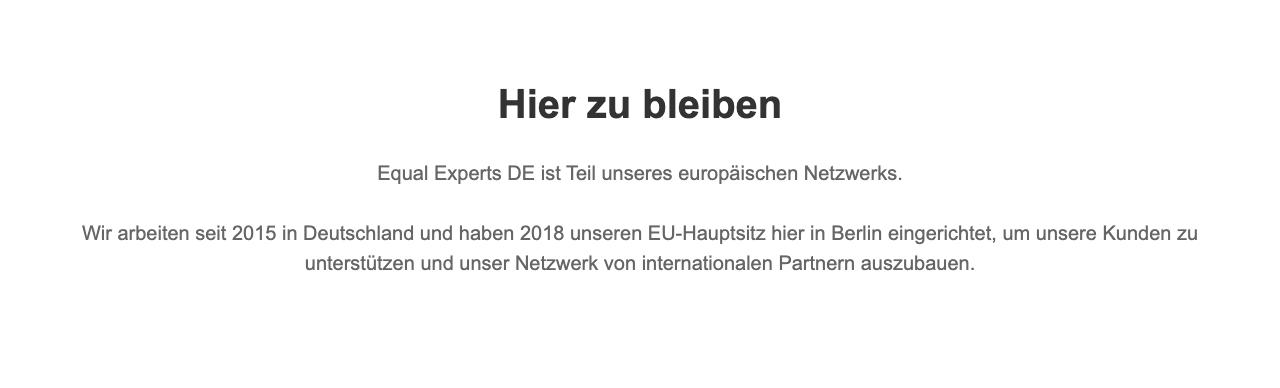 Hier zu bleiben
Equal Experts DE ist Teil unseres europäischen Netzwerks.
Wir arbeiten seit 2015 in Deutschland und haben 2018 unseren EU-Hauptsitz hier in Berlin eingerichtet, um unsere Kunden zu
unterstützen und unser Netzwerk von internationalen Partnern auszubauen.